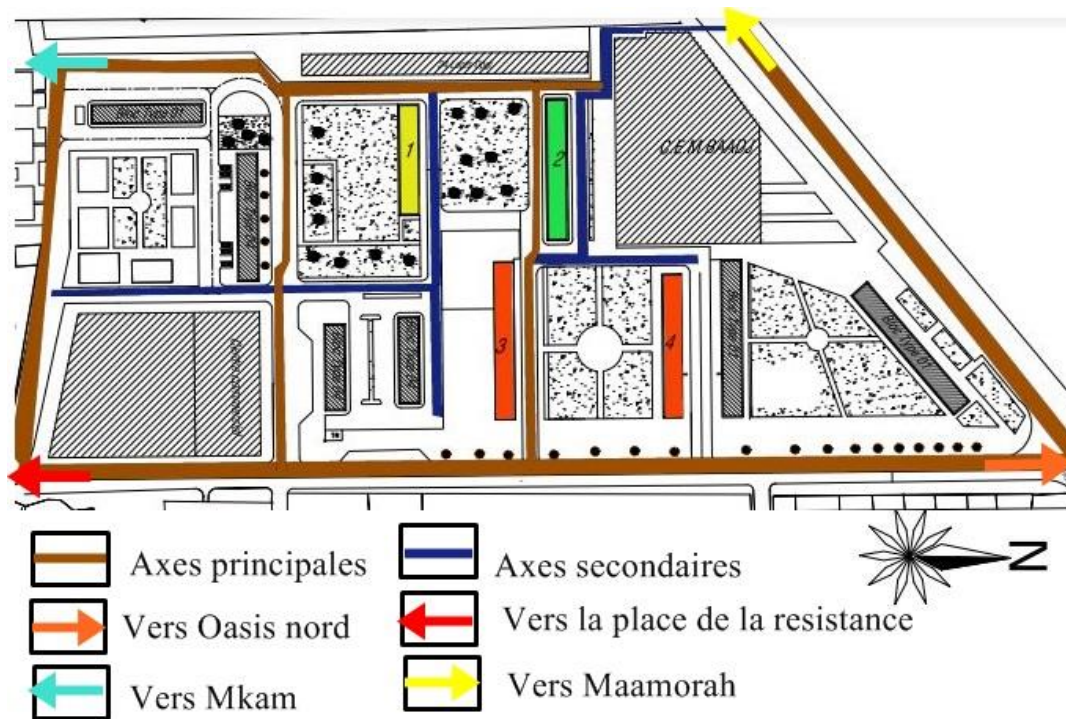 1
2
C.E.M BAADJ
3
4
Axes principales
Axes secondaires
Vers Oasis nord
Vers la place de la resistance
Vers Mkam
Vers Maamorah
N